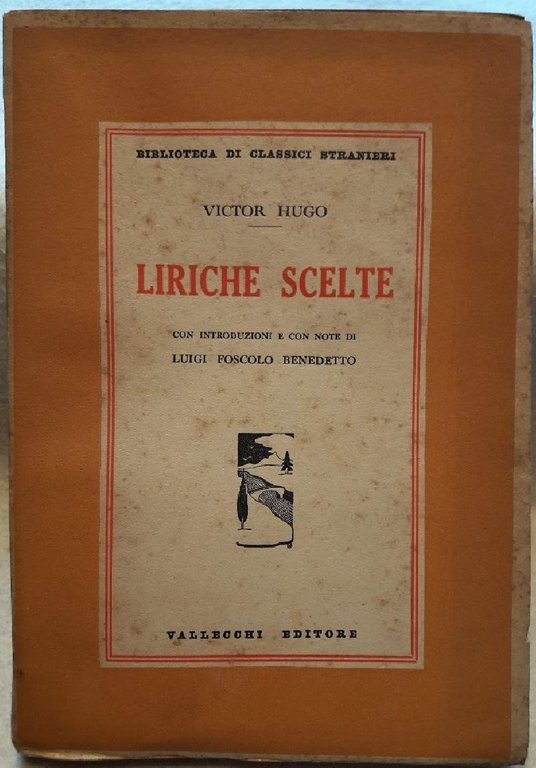 BIBLIOTECA DI CLASSICI STRANIERI
VICTOR HUGO
LIRICHE SCELTE
CON INTRODUZIONI E CON NOTE DI
LUIGI FOSCOLO BENEDETTO
VALLECCHI EDITORE